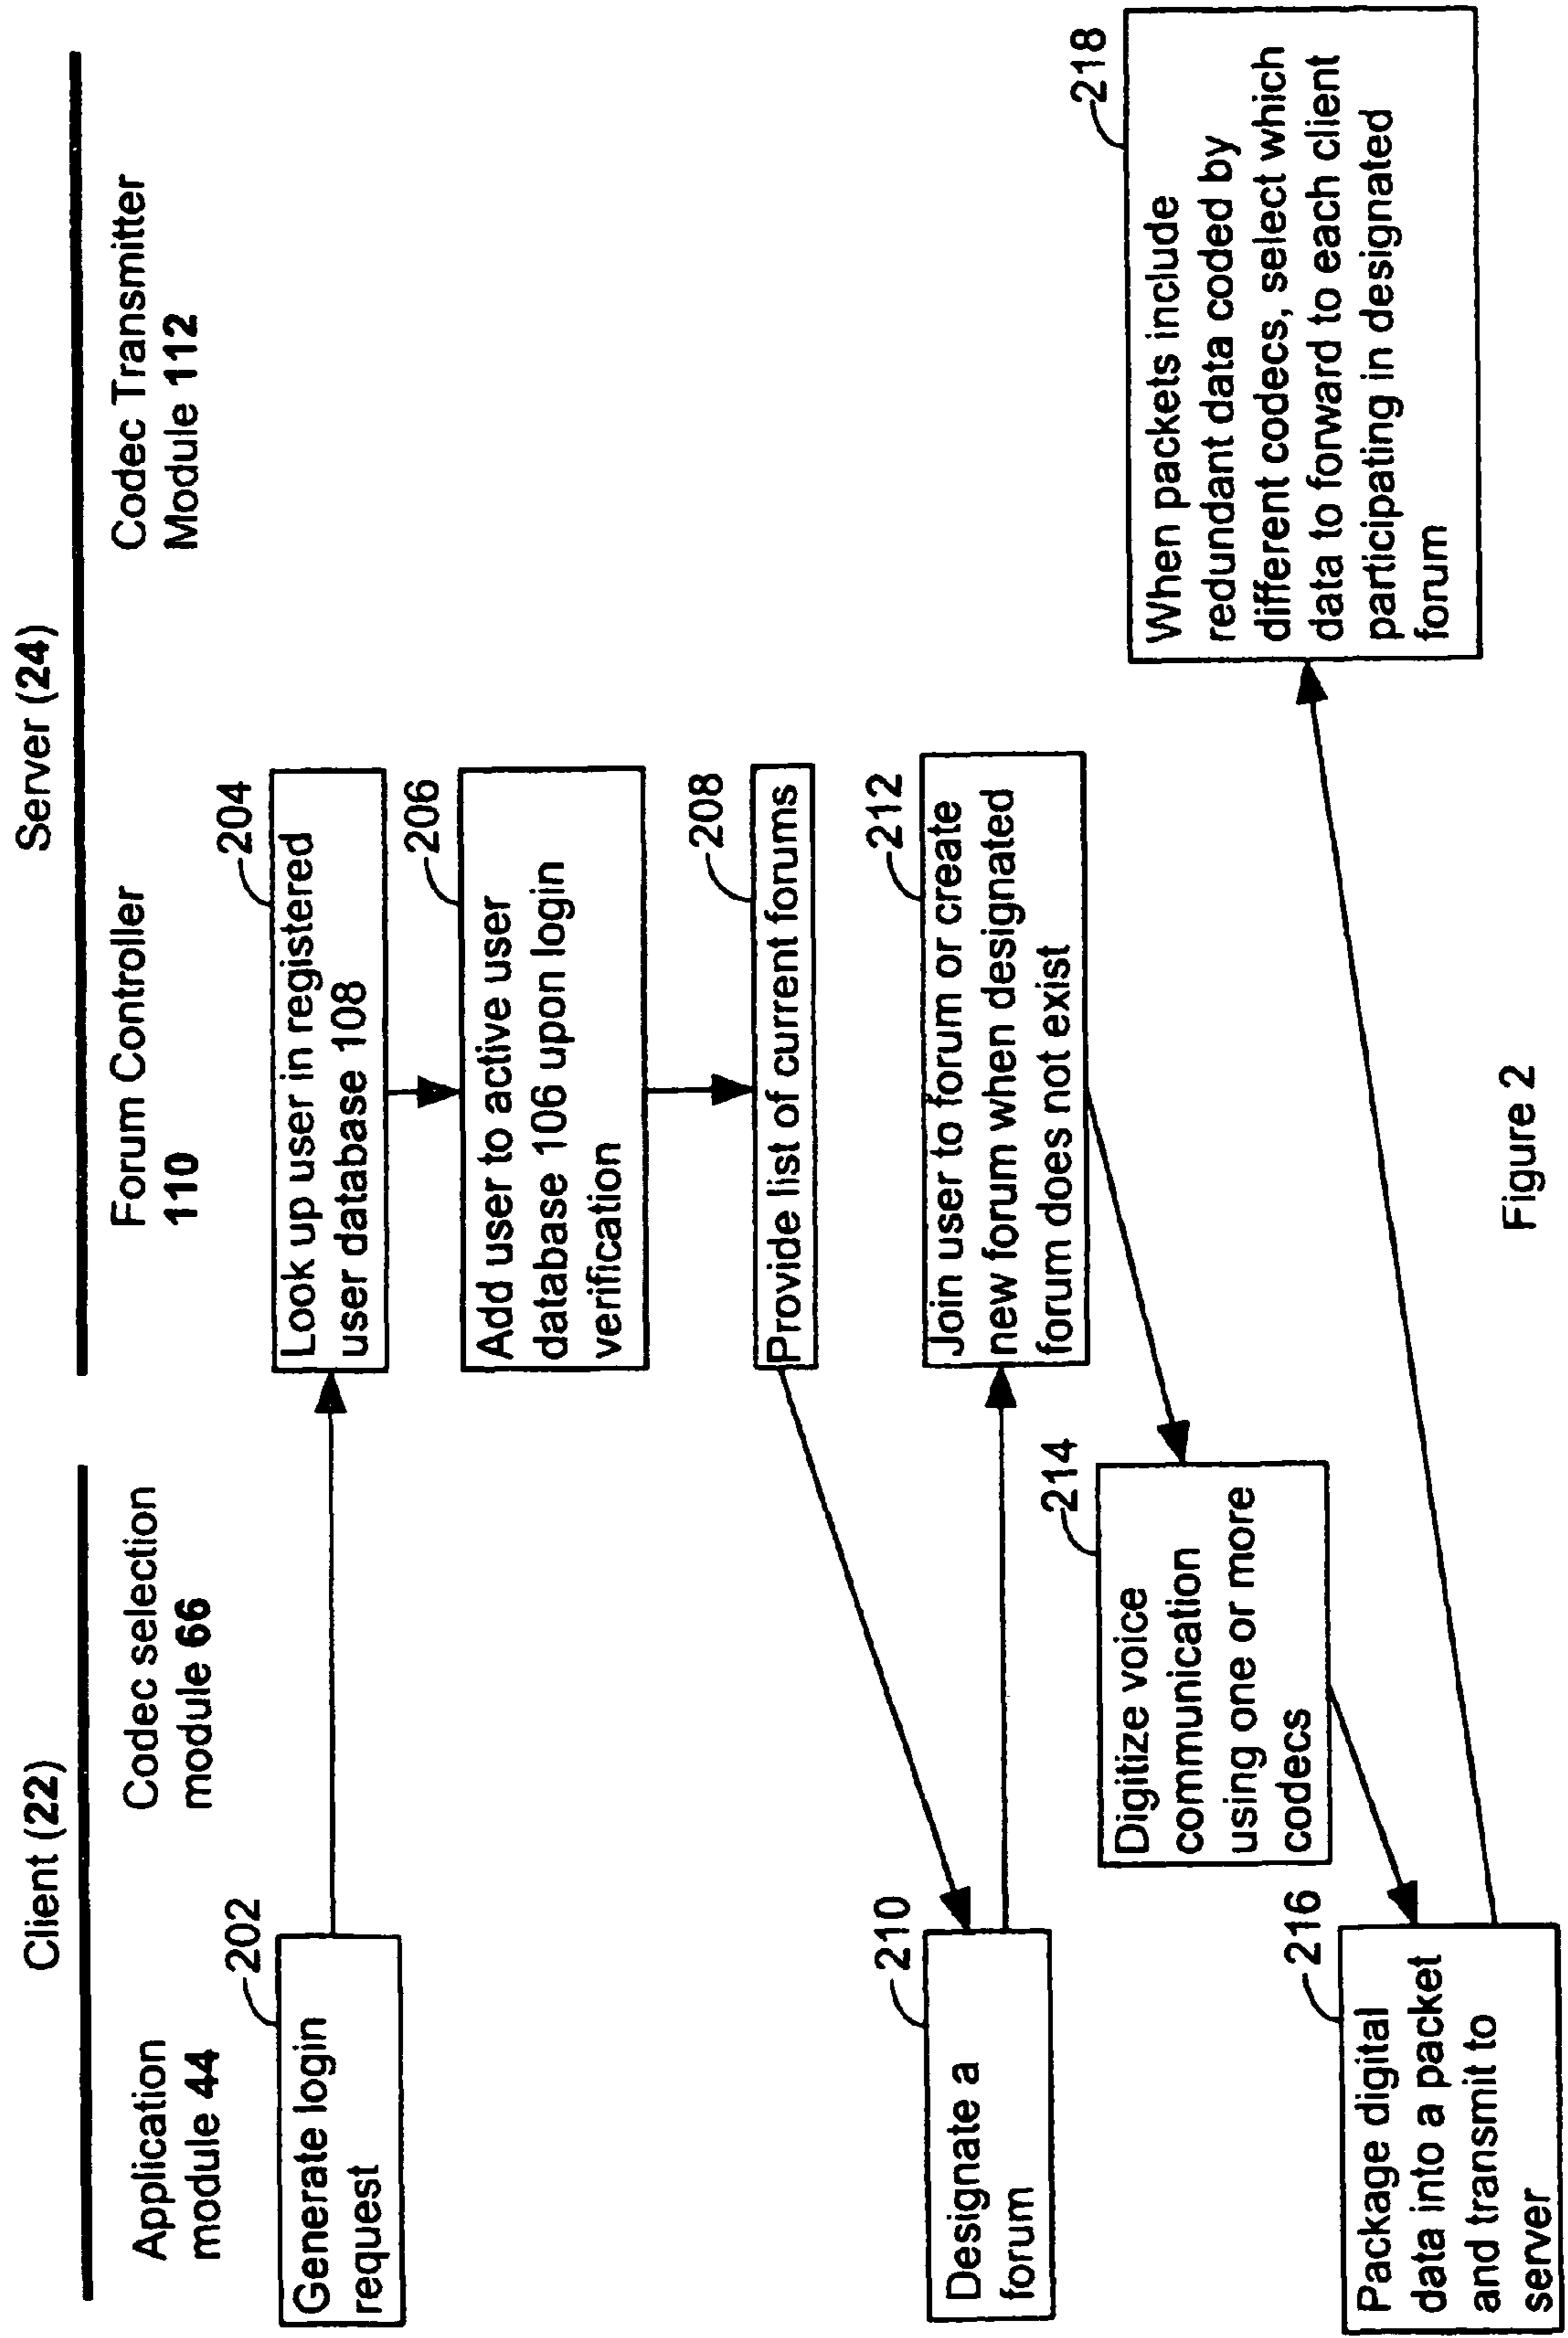 Client (22)
Server (24)
Application
module 44
Codec selection
module 66
Forum Controller
110
Codec Transmitter
Module 112
202
Generate login
request
204
Look up user in registered
user database 108
206
Add user to active user
database 106 upon login
verification
208
Provide list of current forums
210
Designate a
forum
212
Join user to forum or create
new forum when designated
forum does not exist
214
Digitize voice
communication
using one or more
codecs
216
Package digital
data into a packet
and transmit to
server
218
When packets include
redundant data coded by
different codecs, select which
data to forward to each client
participating in designated
forum
Figure 2